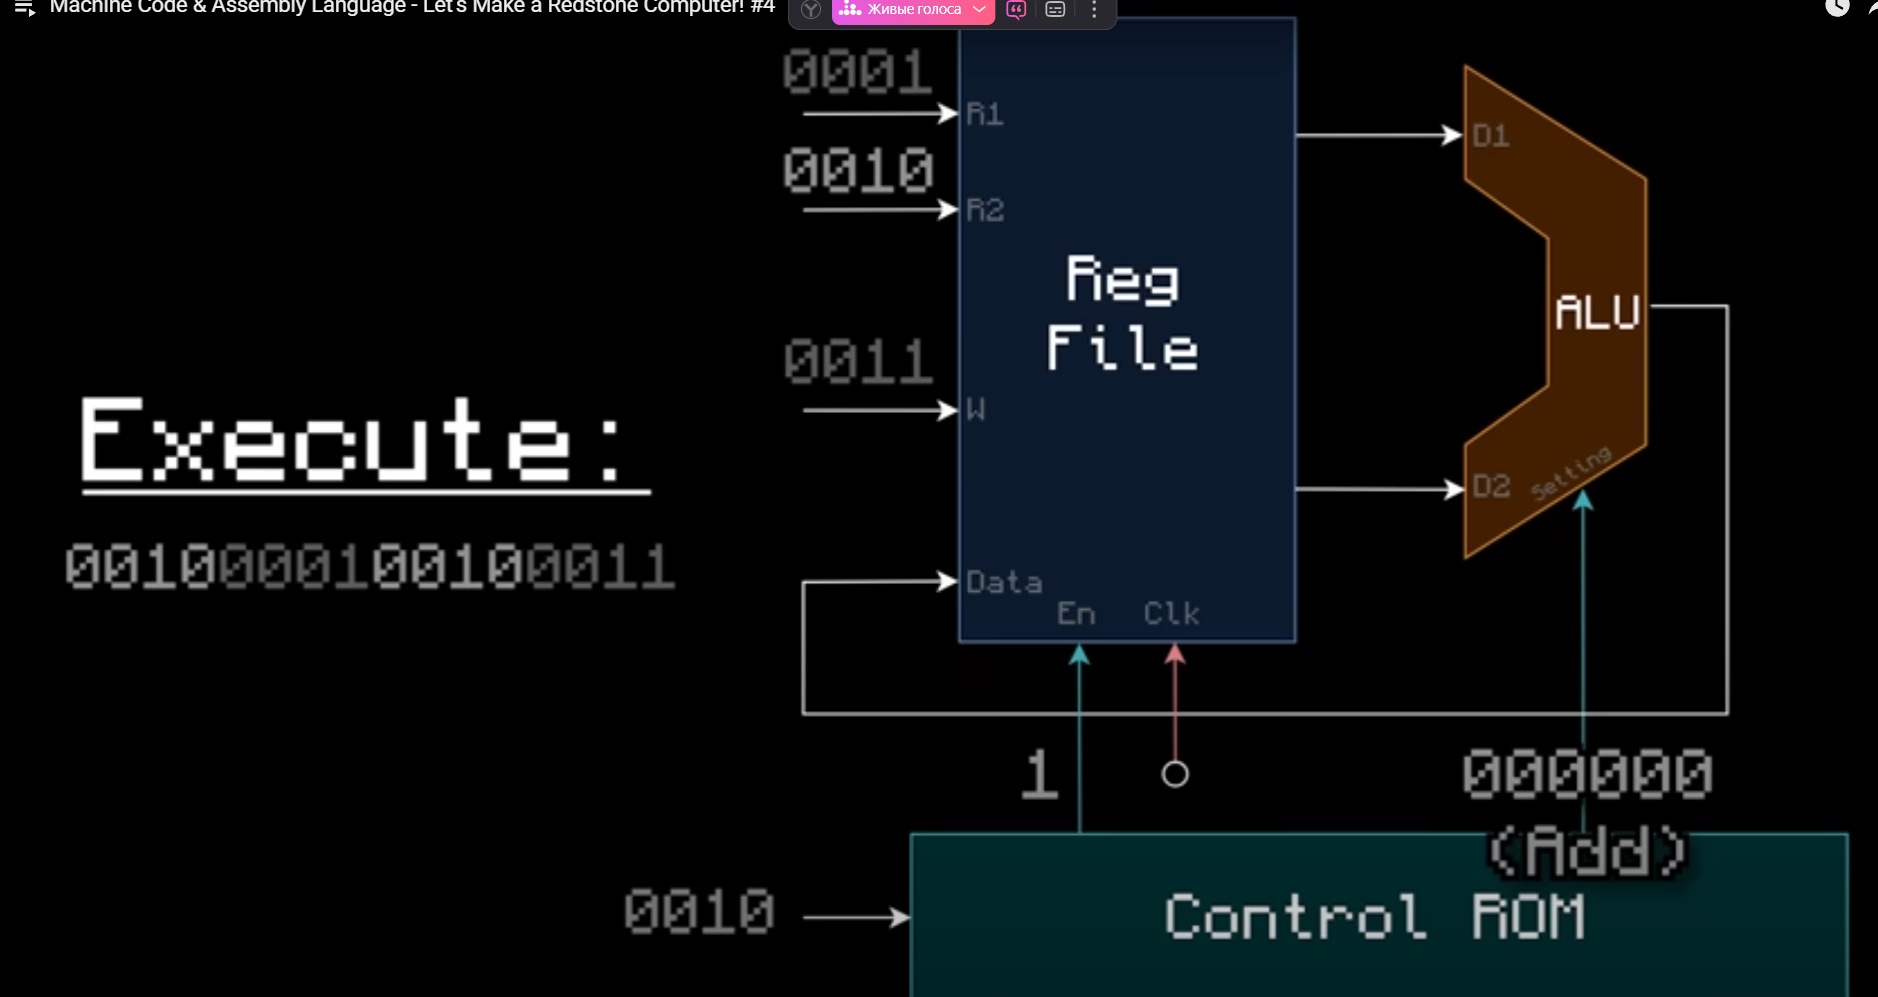 Machine Code & Assembly Language - Let's Make a Redstone Computer! #4
Живые голоса
0001
R1
D1
0010
R2
Reg
File
ALU
0011
W
Execute:
Setting
D2
0010000100100011
Data
En
Clk
1
000000
(Add)
0010
Control ROM